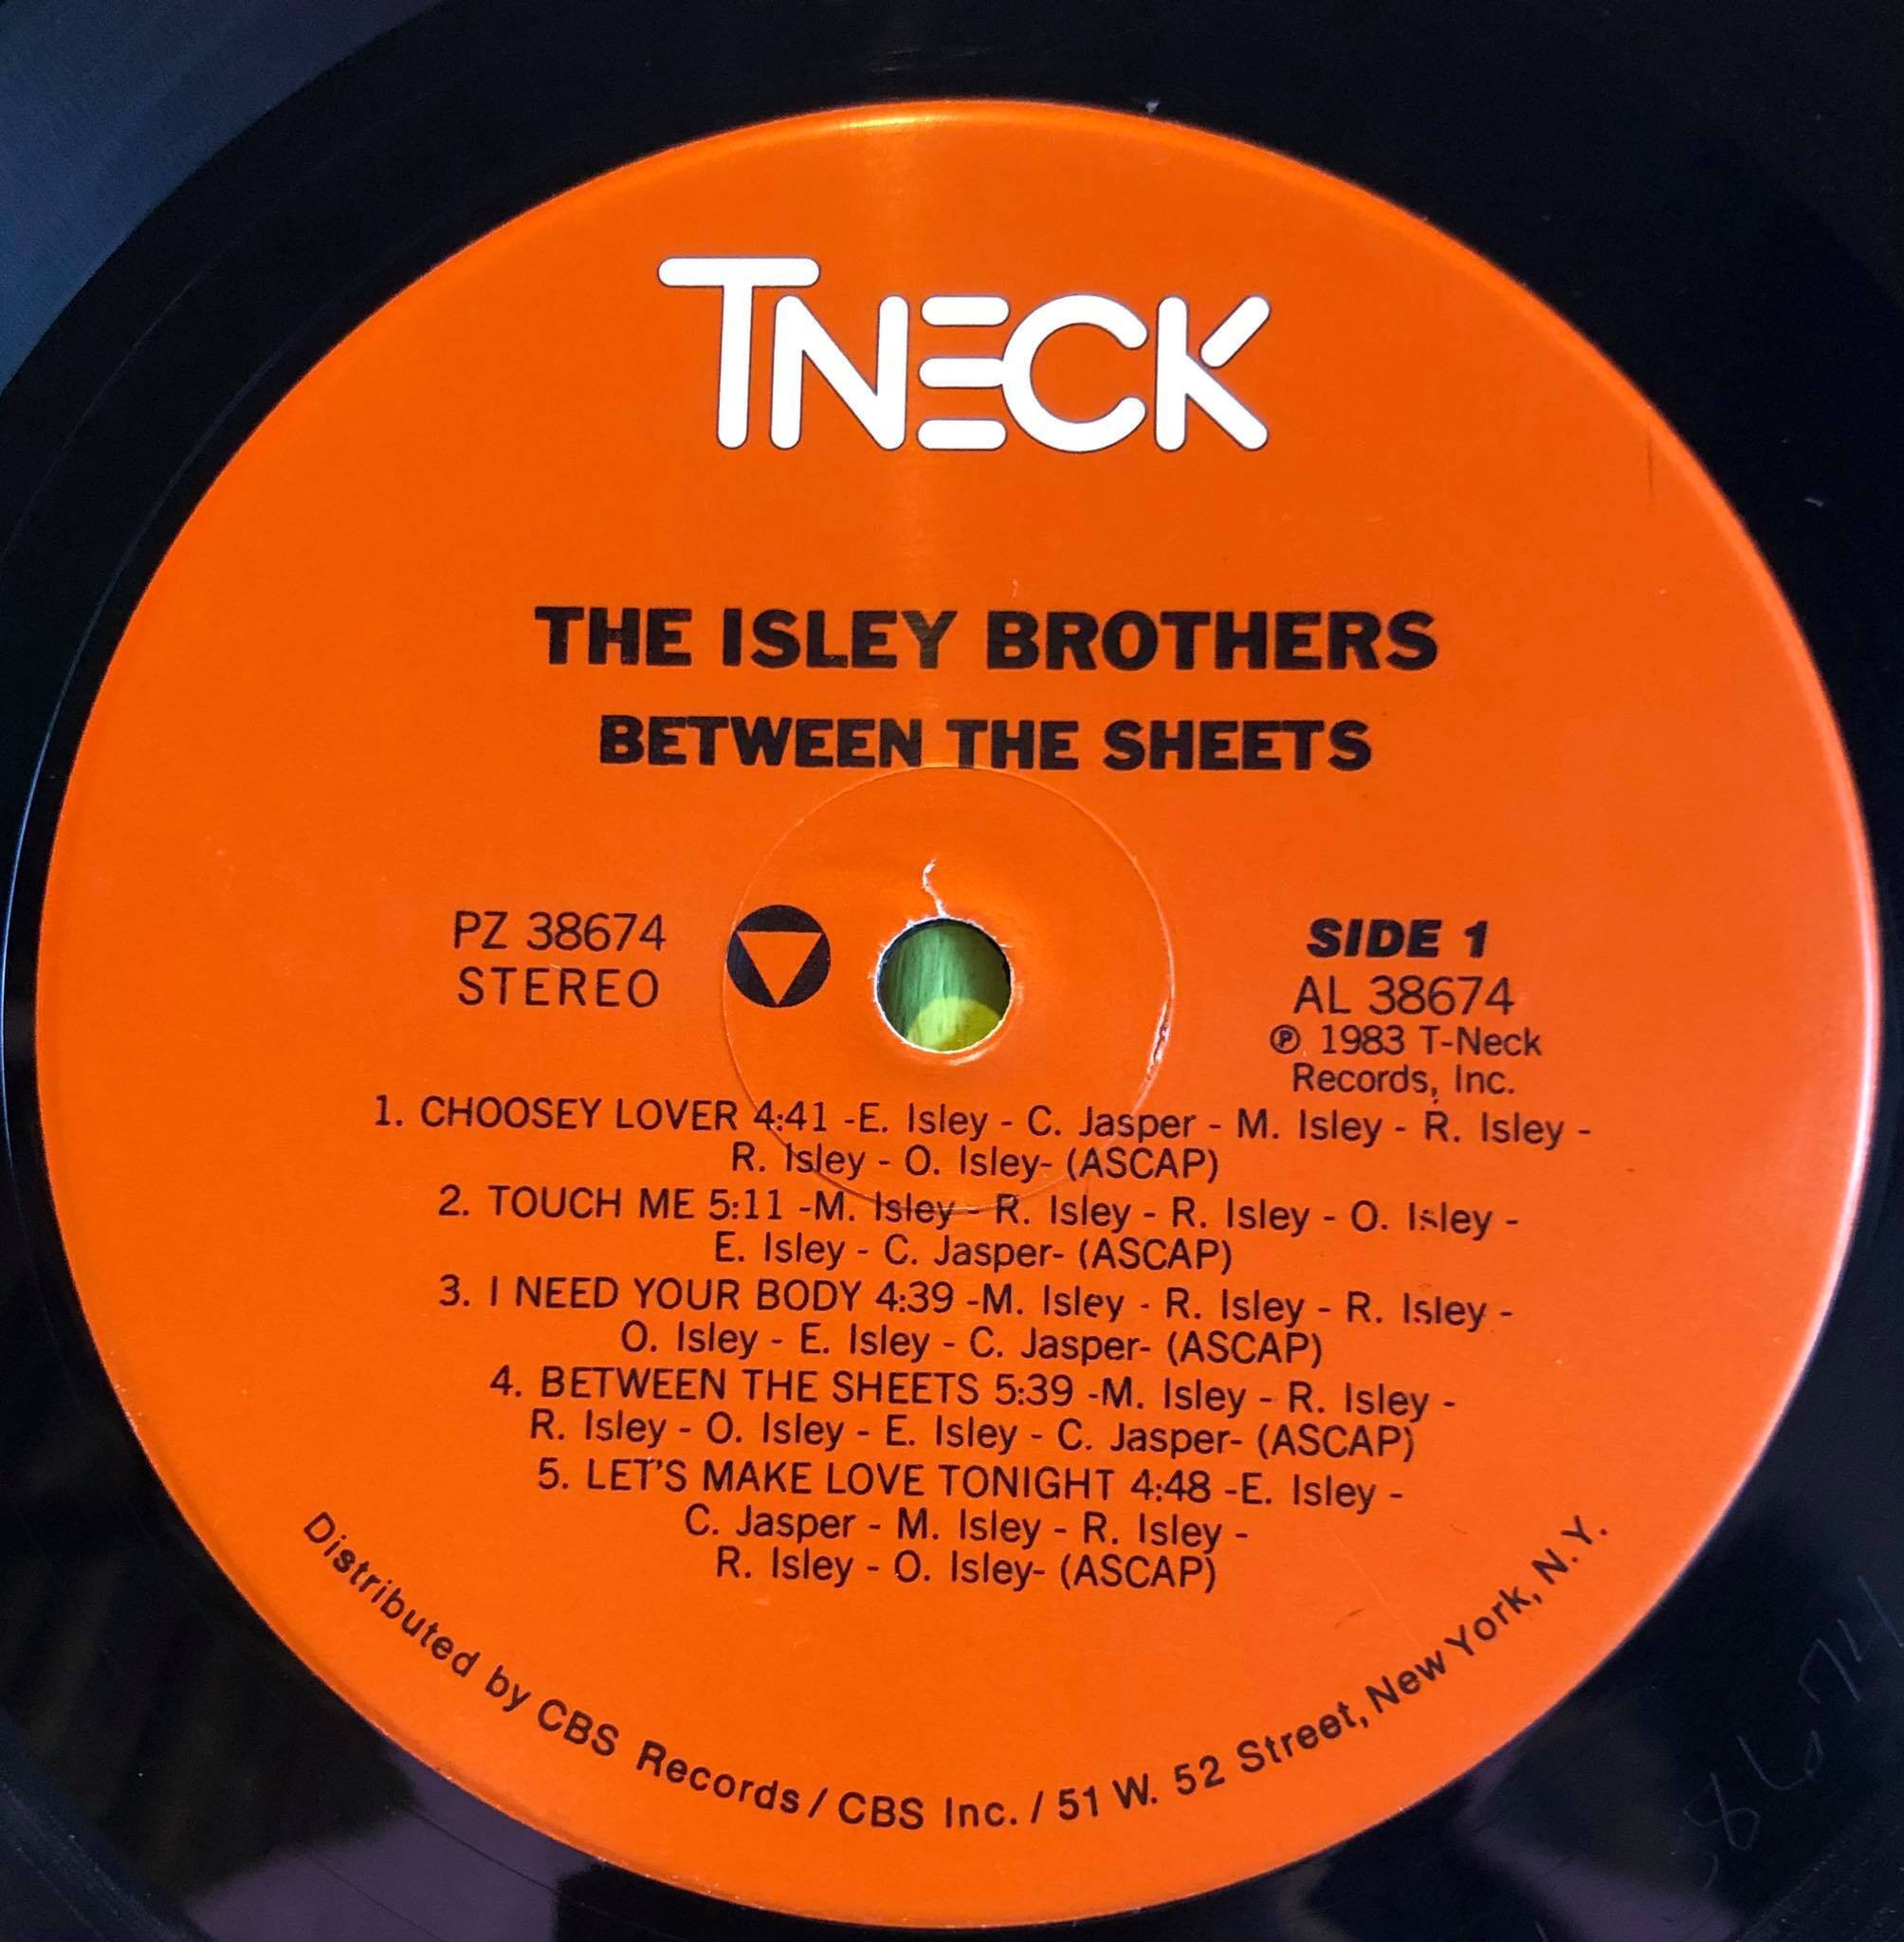 TNECK
THE ISLEY BROTHERS
BETWEEN THE SHEETS
PZ 38674
STEREO
SIDE 1
AL 38674
℗ 1983 T-Neck
Records, Inc.
1. CHOOSEY LOVER 4:41 -E. Isley - C. Jasper - M. Isley - R. Isley -
R. Isley - O. Isley- (ASCAP)
2. TOUCH ME 5:11 -M. Isley - R. Isley - R. Isley - O. Isley -
E. Isley - C. Jasper- (ASCAP)
3. I NEED YOUR BODY 4:39 -M. Isley - R. Isley - R. Isley -
O. Isley - E. Isley - C. Jasper- (ASCAP)
4. BETWEEN THE SHEETS 5:39 -M. Isley - R. Isley -
R. Isley - O. Isley - E. Isley - C. Jasper- (ASCAP)
5. LET'S MAKE LOVE TONIGHT 4:48 -E. Isley -
C. Jasper - M. Isley - R. Isley -
R. Isley - O. Isley- (ASCAP)
Distributed by CBS Records / CBS Inc. / 51 W. 52 Street, New York, N.Y.